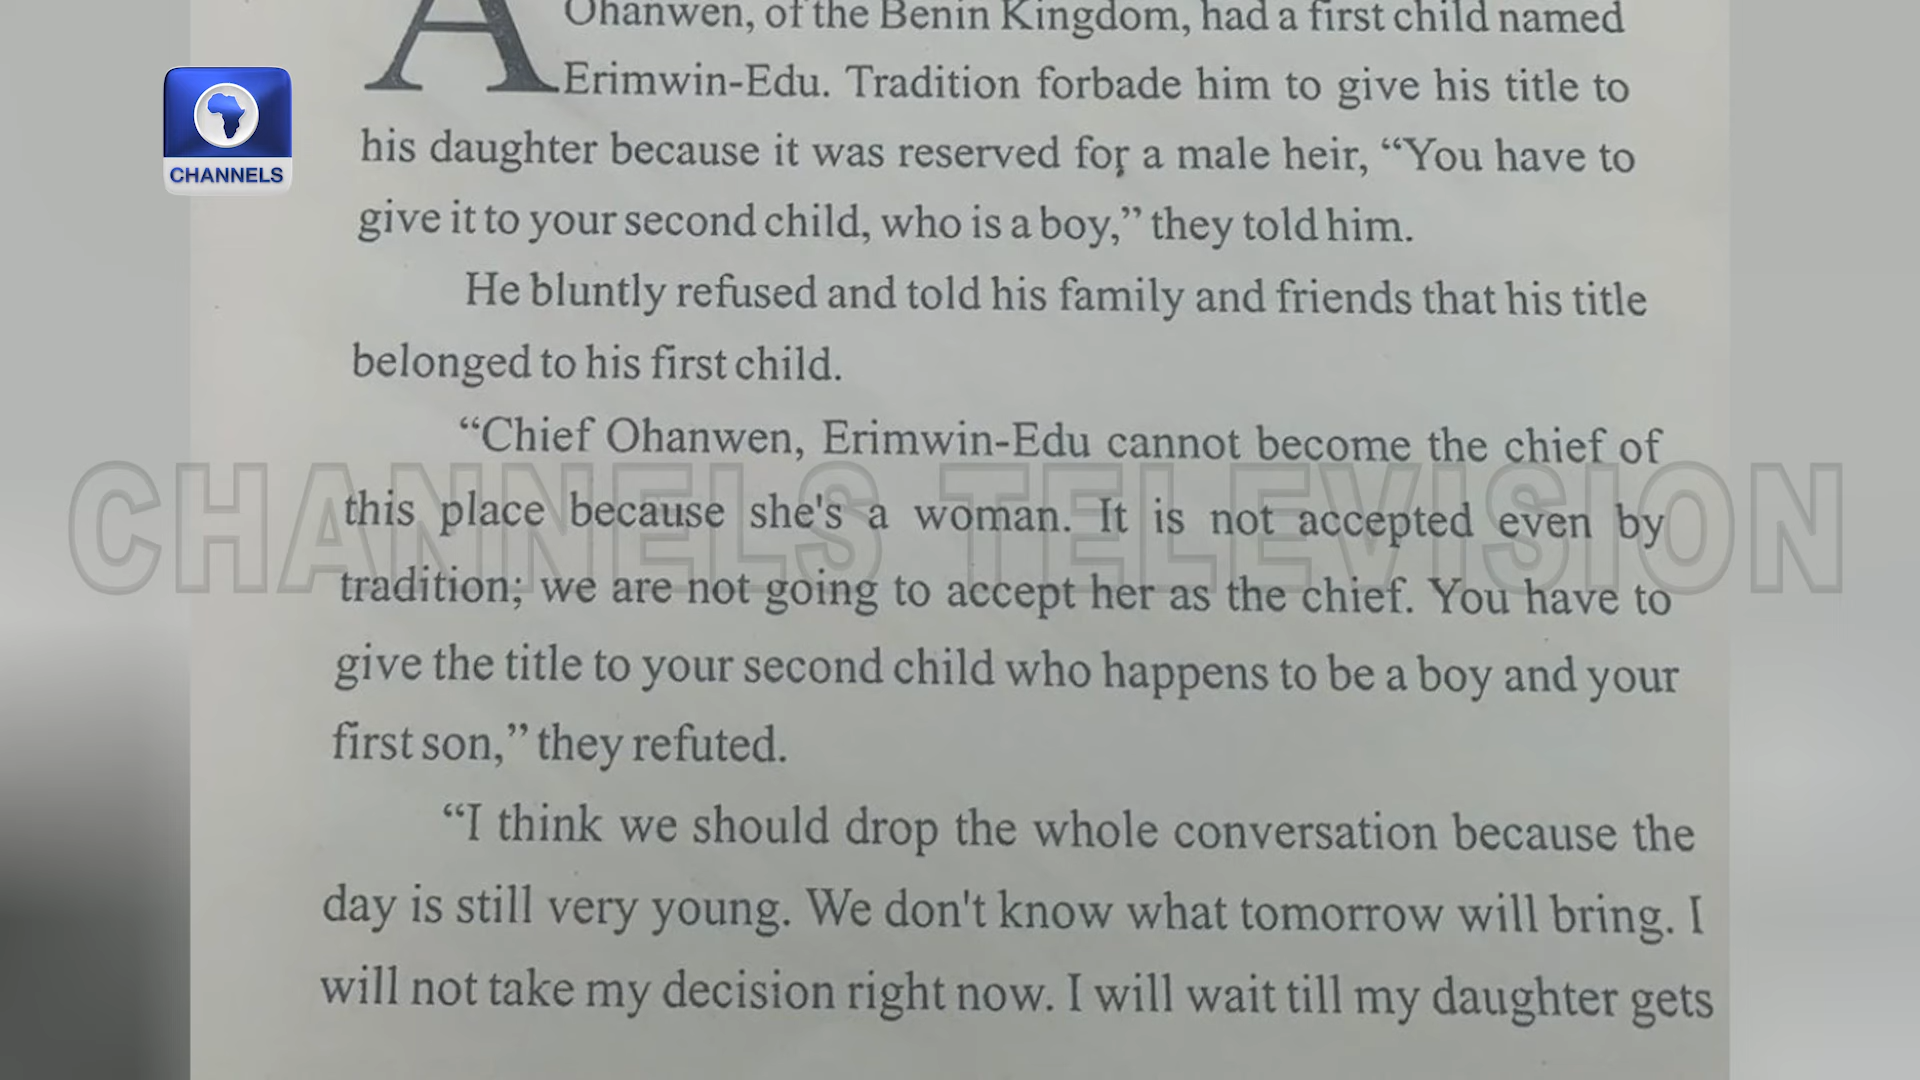 A Ohanwen, of the Benin Kingdom, had a first child named
Erimwin-Edu. Tradition forbade him to give his title to
his daughter because it was reserved for a male heir, “You have to
give it to your second child, who is a boy,” they told him.
He bluntly refused and told his family and friends that his title
belonged to his first child.
“Chief Ohanwen, Erimwin-Edu cannot become the chief of
this place because she's a woman. It is not accepted even by
tradition; we are not going to accept her as the chief. You have to
give the title to your second child who happens to be a boy and your
first son,” they refuted.
“I think we should drop the whole conversation because the
day is still very young. We don't know what tomorrow will bring. I
will not take my decision right now. I will wait till my daughter gets
CHANNELS
CHANNELS TELEVISION